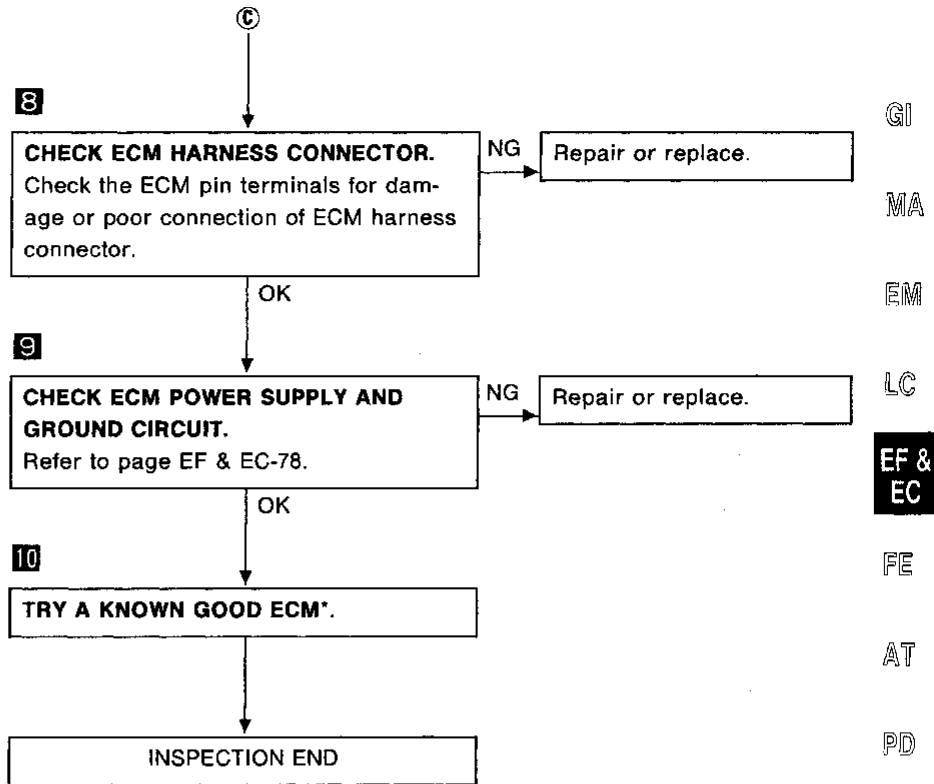 Ⓒ
8
CHECK ECM HARNESS CONNECTOR.
Check the ECM pin terminals for dam-
age or poor connection of ECM harness
connector.
NG
Repair or replace.
OK
9
CHECK ECM POWER SUPPLY AND
GROUND CIRCUIT.
Refer to page EF & EC-78.
NG
Repair or replace.
OK
10
TRY A KNOWN GOOD ECM*.
INSPECTION END
GI
MA
EM
LC
EF &
EC
FE
AT
PD